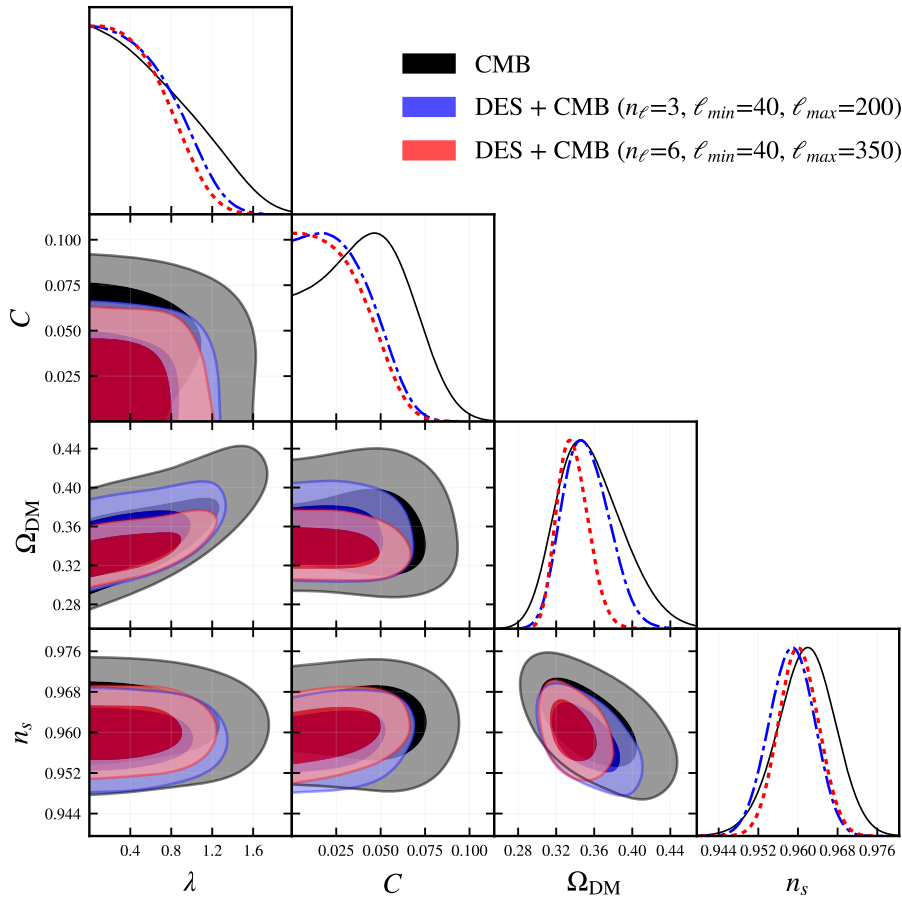 CMB
DES + CMB (nℓ=3, ℓmin=40, ℓmax=200)
DES + CMB (nℓ=6, ℓmin=40, ℓmax=350)
0.100
0.075
0.050
0.025
C
0.44
0.40
0.36
0.32
0.28
ΩDM
0.976
0.968
0.960
0.952
0.944
ns
0.4 0.8 1.2 1.6
0.025 0.050 0.075 0.100
0.28 0.32 0.36 0.40 0.44
0.944 0.952 0.960 0.968 0.976
λ C ΩDM ns